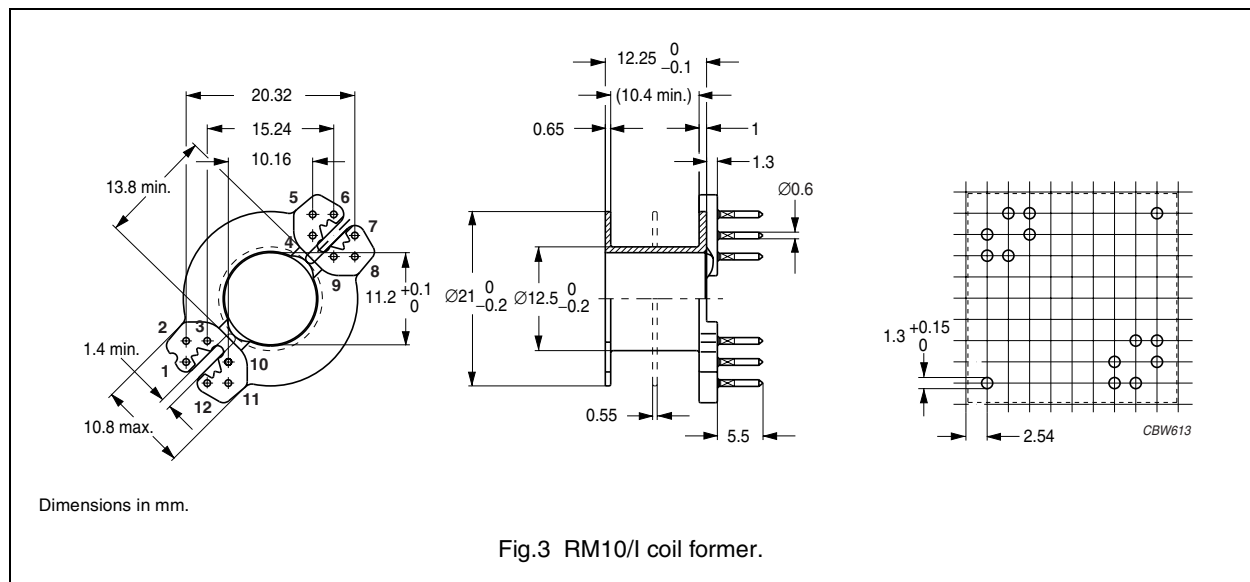 20.32
15.24
10.16
13.8 min.
5 6
7
4
8
9
11.2 +0.1 0
2 3
1
10
12 11
1.4 min.
10.8 max.
12.25 0 −0.1
(10.4 min.)
0.65
1
1.3
∅0.6
∅21 0 −0.2
∅12.5 0 −0.2
0.55
5.5
1.3 +0.15 0
2.54
CBW613
Dimensions in mm.
Fig.3 RM10/I coil former.